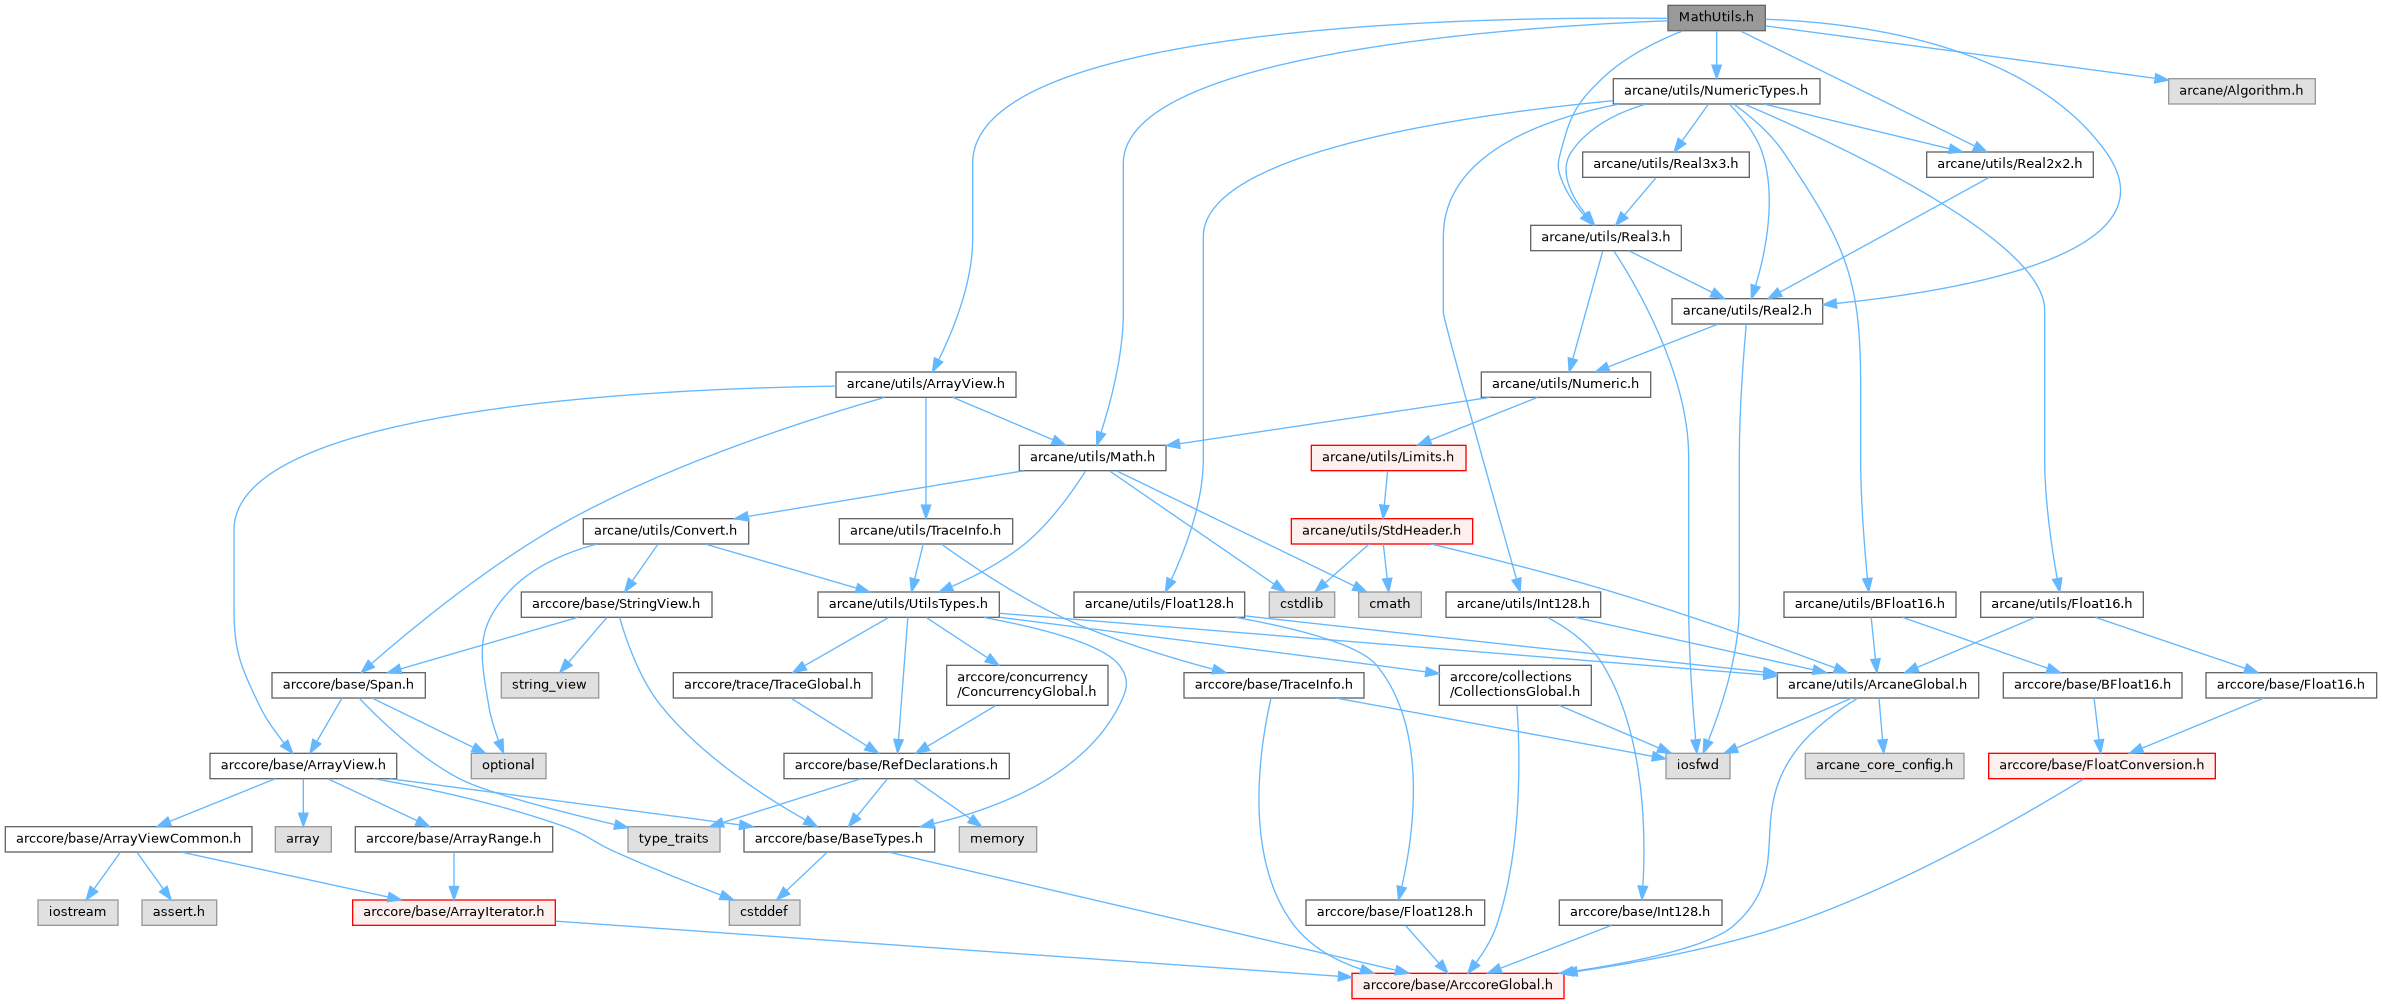 MathUtils.h
arcane/utils/NumericTypes.h
arcane/Algorithm.h
arcane/utils/Real3x3.h
arcane/utils/Real2x2.h
arcane/utils/Real3.h
arcane/utils/Real2.h
arcane/utils/ArrayView.h
arcane/utils/Numeric.h
arcane/utils/Math.h
arcane/utils/Limits.h
arcane/utils/Convert.h
arcane/utils/TraceInfo.h
arcane/utils/StdHeader.h
arccore/base/StringView.h
arcane/utils/UtilsTypes.h
arcane/utils/Float128.h
cstdlib
cmath
arcane/utils/Int128.h
arcane/utils/BFloat16.h
arcane/utils/Float16.h
arccore/base/Span.h
string_view
arccore/trace/TraceGlobal.h
arccore/concurrency
/ConcurrencyGlobal.h
arccore/base/TraceInfo.h
arccore/collections
/CollectionsGlobal.h
arcane/utils/ArcaneGlobal.h
arccore/base/BFloat16.h
arccore/base/Float16.h
arccore/base/ArrayView.h
optional
arccore/base/RefDeclarations.h
iosfwd
arcane_core_config.h
arccore/base/FloatConversion.h
arccore/base/ArrayViewCommon.h
array
arccore/base/ArrayRange.h
type_traits
arccore/base/BaseTypes.h
memory
iostream
assert.h
arccore/base/ArrayIterator.h
cstddef
arccore/base/Float128.h
arccore/base/Int128.h
arccore/base/ArccoreGlobal.h